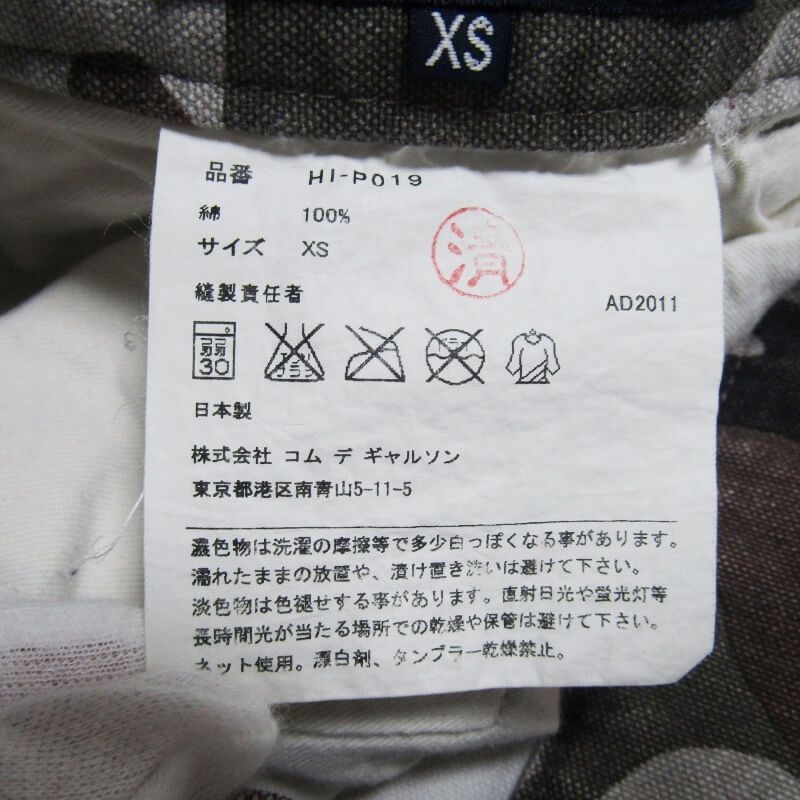 XS
品番 HI-P019
綿 100%
サイズ XS
済
縫製責任者
AD2011
弱
30
エンソ
日本製
株式会社 コム デ ギャルソン
東京都港区南青山5-11-5
濃色物は洗濯の摩擦等で多少白っぽくなる事があります。
濡れたままの放置や、漬け置き洗いは避けて下さい。
淡色物は色褪せする事があります。直射日光や蛍光灯等
長時間光が当たる場所での乾燥や保管は避けて下さい。
ネット使用。漂白剤、タンブラー乾燥禁止。